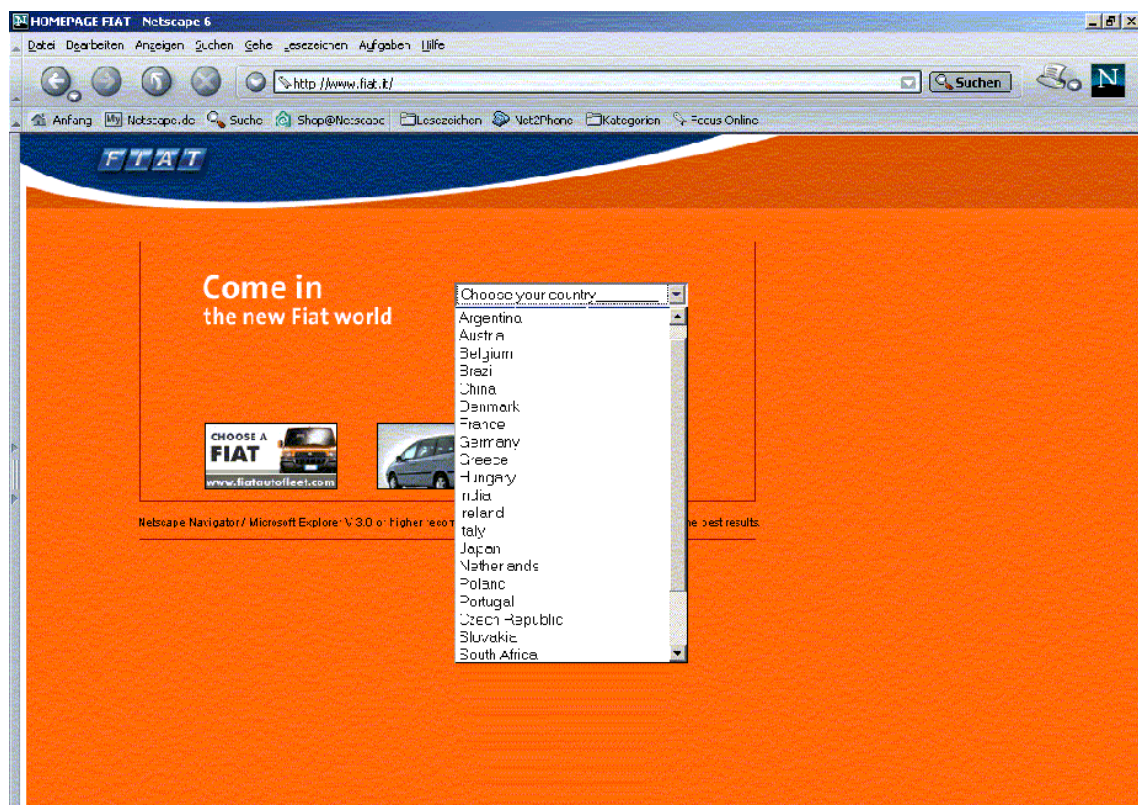 HOMEPAGE FIAT Netscape 6
Datei Bearbeiten Anzeigen Suchen Gehe Lesezeichen Aufgaben Hilfe
http://www.fiat.it/ Suchen N
Anfang My Netscape.de Suche Shop@Netscape Lesezeichen Net2Phone Kategorien Focus Online
FIAT
Come in
the new Fiat world
Choose your country
Argentina
Austria
Belgium
Brazil
China
Denmark
France
Germany
Greece
Hungary
India
Ireland
Italy
Japan
Netherlands
Poland
Portugal
Czech Republic
Slovakia
South Africa
CHOOSE A
FIAT
www.fiatautofleet.com
Netscape Navigator / Microsoft Explorer V 3.0 or higher best results.